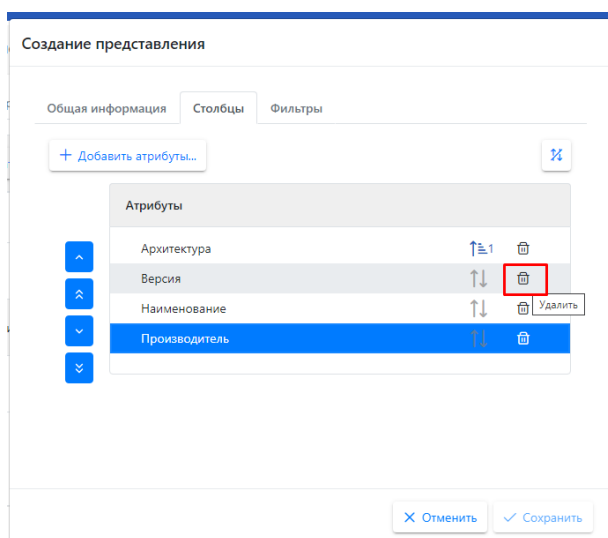 Создание представления
Общая информация Столбцы Фильтры
+ Добавить атрибуты...
Атрибуты
Архитектура 1
Версия
Наименование
Удалить
Производитель
Отменить Сохранить